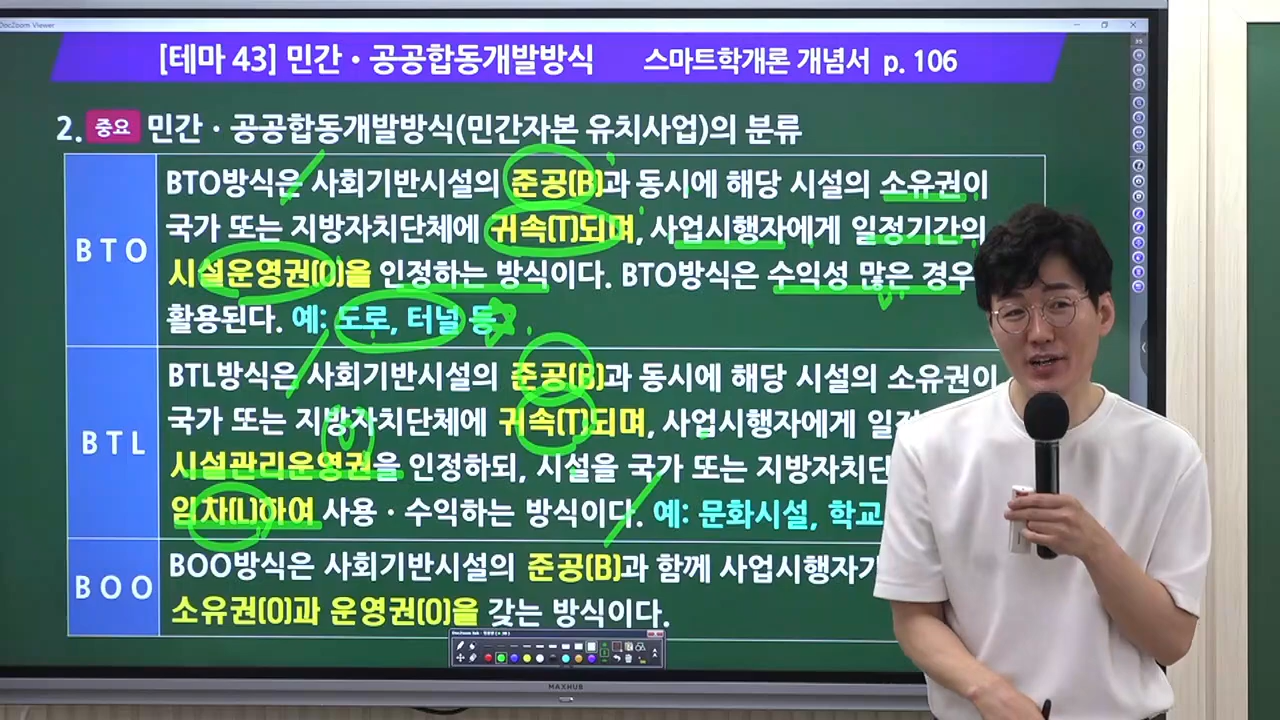 DocZoom Viewer
[테마 43] 민간·공공합동개발방식 스마트학개론 개념서 p. 106
2. 중요 민간·공공합동개발방식(민간자본 유치사업)의 분류
BTO
BTO방식은 사회기반시설의 준공(B)과 동시에 해당 시설의 소유권이
국가 또는 지방자치단체에 귀속(T)되며, 사업시행자에게 일정기간의
시설운영권(O)을 인정하는 방식이다. BTO방식은 수익성 많은 경우
활용된다. 예: 도로, 터널 등
BTL
BTL방식은 사회기반시설의 준공(B)과 동시에 해당 시설의 소유권이
국가 또는 지방자치단체에 귀속(T)되며, 사업시행자에게
시설관리운영권을 인정하되, 시설을 국가 또는
임차(L)하여 사용·수익하는 방식이다. 예: 문화시설, 학교
BOO
BOO방식은 사회기반시설의 준공(B)과 함께 사업시행자가
소유권(O)과 운영권(O)을 갖는 방식이다.
MAXHUB